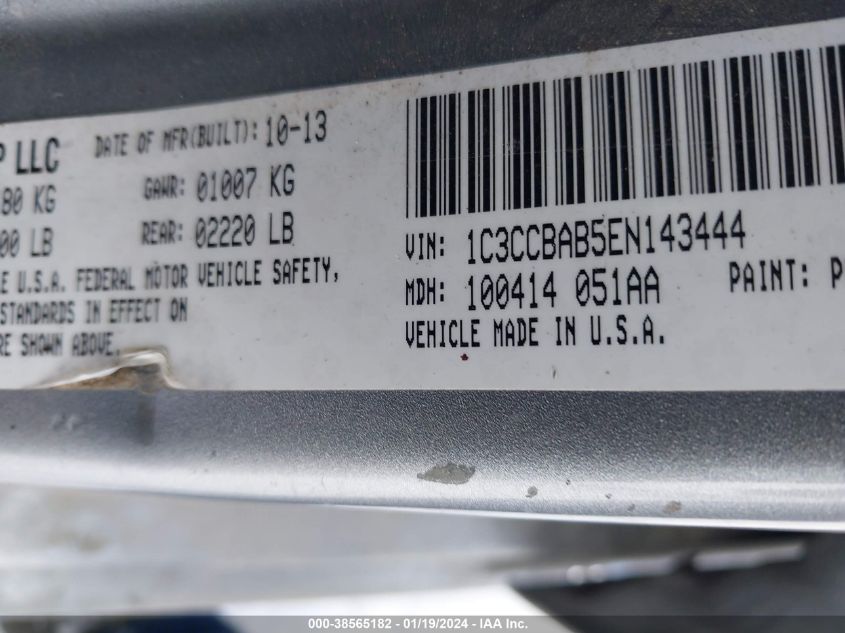 P LLC DATE OF MFR(BUILT): 10-13
80 KG GAWR: 01007 KG
00 LB REAR: 02220 LB
E U.S.A. FEDERAL MOTOR VEHICLE SAFETY,
STANDARDS IN EFFECT ON
RE SHOWN ABOVE.
VIN: 1C3CCBAB5EN143444
MDH: 100414 051AA PAINT: P
VEHICLE MADE IN U.S.A.
000-38565182 - 01/19/2024 - IAA Inc.